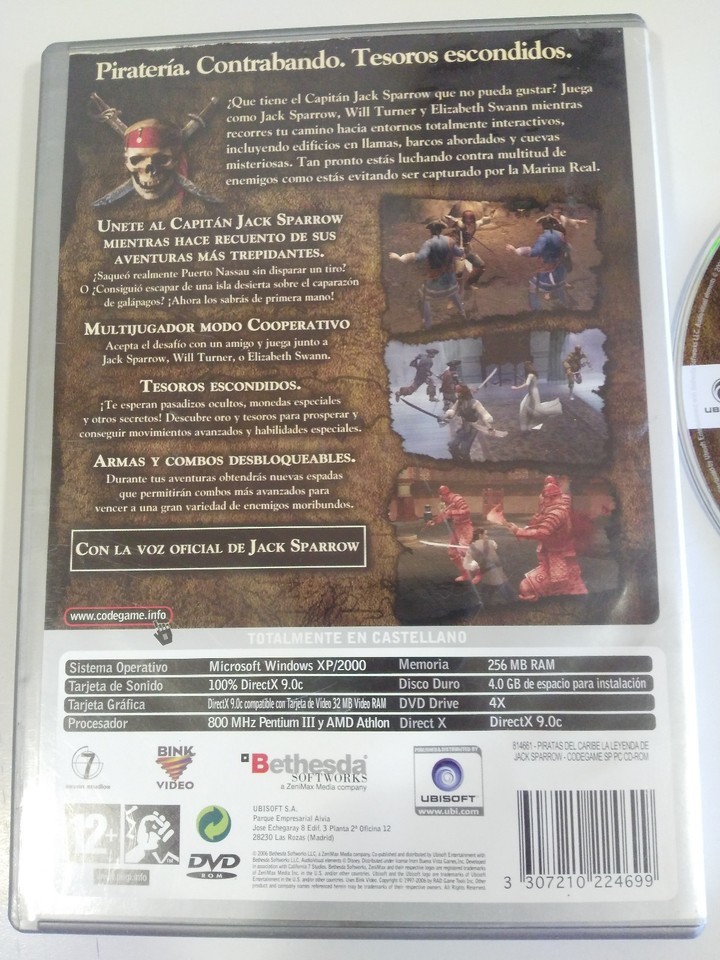 Piratería. Contrabando. Tesoros escondidos.
¿Que tiene el Capitán Jack Sparrow que no pueda gustar? Juega
como Jack Sparrow, Will Turner y Elizabeth Swann mientras
recorres tu camino hacia entornos totalmente interactivos,
incluyendo edificios en llamas, barcos abordados y cuevas
misteriosas. Tan pronto estás luchando contra multitud de
enemigos como estás evitando ser capturado por la Marina Real.
UNETE AL CAPITÁN JACK SPARROW
MIENTRAS HACE RECUENTO DE SUS
AVENTURAS MÁS TREPIDANTES.
¿Saqueó realmente Puerto Nassau sin disparar un tiro?
O ¿Consiguió escapar de una isla desierta sobre el caparazón
de galápagos? ¡Ahora los sabrás de primera mano!
MULTIJUGADOR MODO COOPERATIVO
Acepta el desafío con un amigo y juega junto a
Jack Sparrow, Will Turner, o Elizabeth Swann.
TESOROS ESCONDIDOS.
¡Te esperan pasadizos ocultos, monedas especiales
y otros secretos! Descubre oro y tesoros para prosperar y
conseguir movimientos avanzados y habilidades especiales.
ARMAS Y COMBOS DESBLOQUEABLES.
Durante tus aventuras obtendrás nuevas espadas
que permitirán combos más avanzados para
vencer a una gran variedad de enemigos moribundos.
CON LA VOZ OFICIAL DE JACK SPARROW
www.codegame.info
TOTALMENTE EN CASTELLANO
Sistema Operativo Microsoft Windows XP/2000 Memoria 256 MB RAM
Tarjeta de Sonido 100% DirectX 9.0c Disco Duro 4.0 GB de espacio para instalación
Tarjeta Gráfica DirectX 9.0c compatible con Tarjeta de Vídeo 32 MB Video RAM DVD Drive 4X
Procesador 800 MHz Pentium III y AMD Athlon Direct X DirectX 9.0c
7
BINK
VIDEO
Bethesda
SOFTWORKS
a ZeniMax Media company
PUBLISHED/DISTRIBUTED BY
UBISOFT
www.ubi.com
814661 - PIRATAS DEL CARIBE LA LEYENDA DE
JACK SPARROW - CODEGAME SP PC CD-ROM
12+
UBISOFT S.A.
Parque Empresarial Alvia
Jose Echegaray 8 Edif. 3 Planta 2ª Oficina 12
28230 Las Rozas (Madrid)
DVD
ROM
3 307210 224699